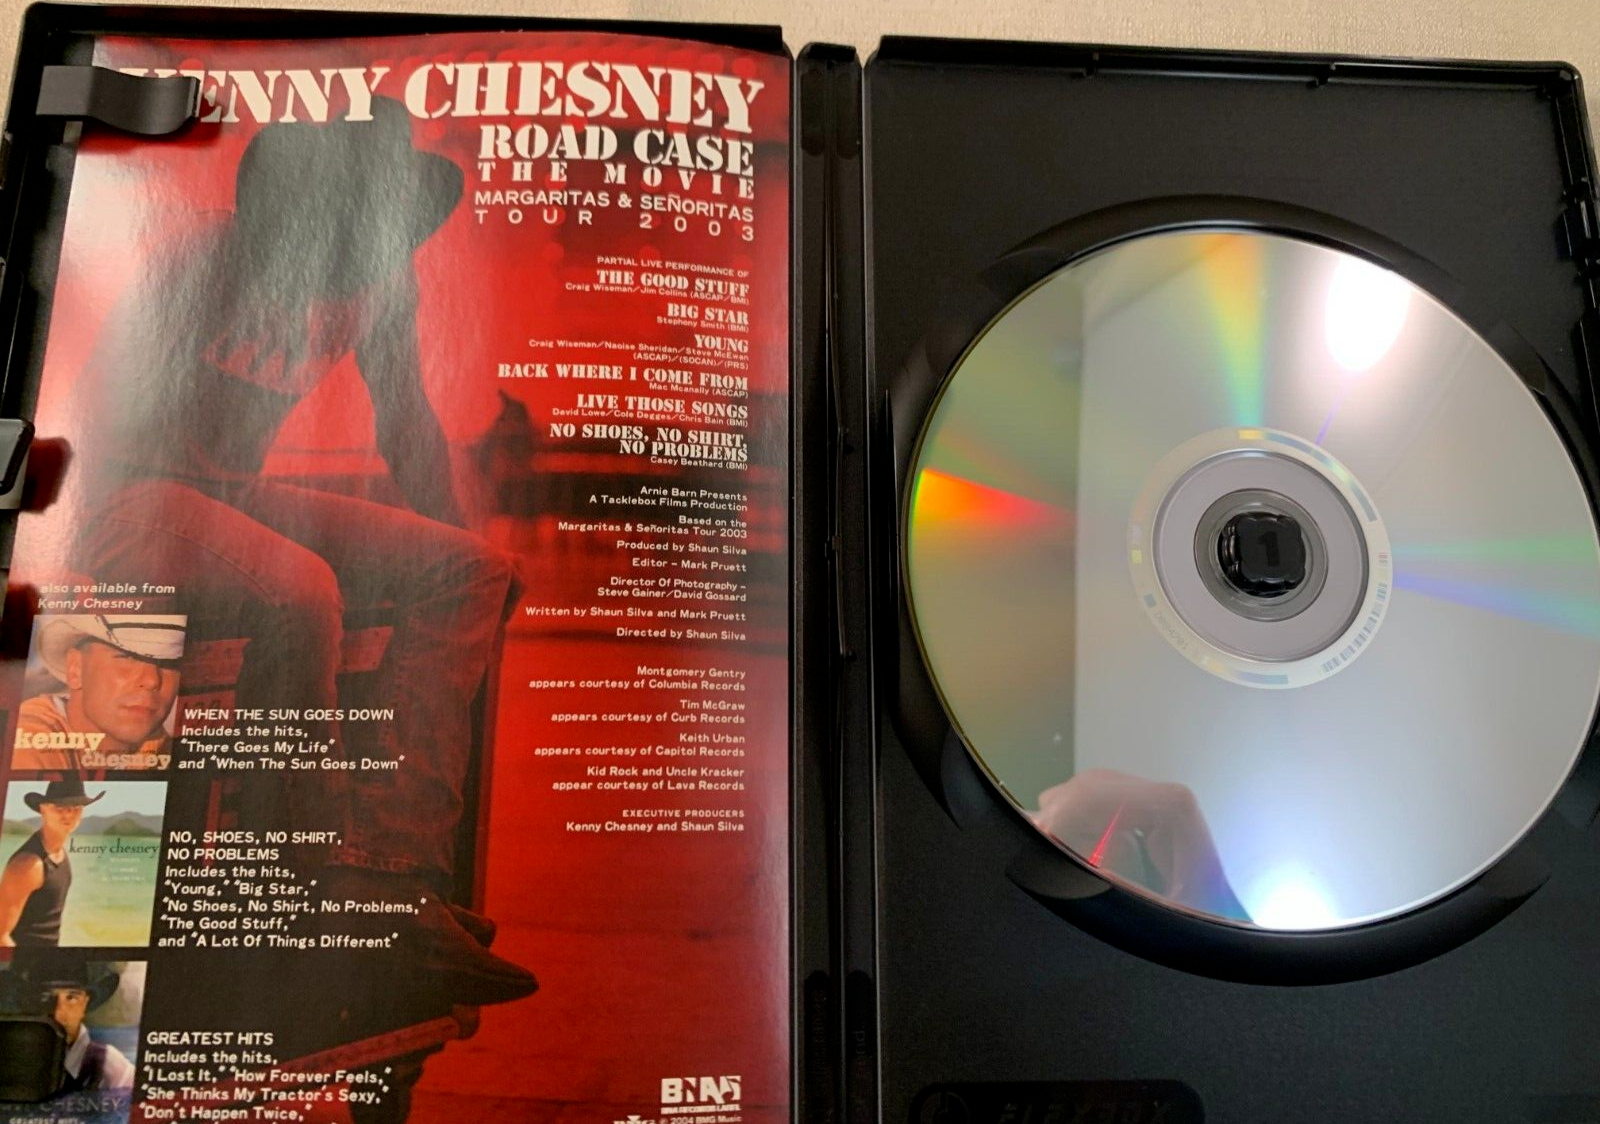 KENNY CHESNEY
ROAD CASE
THE MOVIE
MARGARITAS & SEÑORITAS
TOUR 2003
PARTIAL LIVE PERFORMANCE OF
THE GOOD STUFF
Craig Wiseman/Jim Collins (ASCAP/BMI)
BIG STAR
Stephony Smith (BMI)
YOUNG
Craig Wiseman/Naoise Sheridan/Steve McEwan
(ASCAP)/(SOCAN)/(PRS)
BACK WHERE I COME FROM
Mac Mcanally (ASCAP)
LIVE THOSE SONGS
David Lowe/Cole Degges/Chris Bain (BMI)
NO SHOES, NO SHIRT,
NO PROBLEMS
Casey Beathard (BMI)
Arnie Barn Presents
A Tacklebox Films Production
Based on the
Margaritas & Señoritas Tour 2003
Produced by Shaun Silva
Editor - Mark Pruett
Director Of Photography -
Steve Gainer/David Gossard
Written by Shaun Silva and Mark Pruett
Directed by Shaun Silva
Montgomery Gentry
appears courtesy of Columbia Records
Tim McGraw
appears courtesy of Curb Records
Keith Urban
appears courtesy of Capitol Records
Kid Rock and Uncle Kracker
appear courtesy of Lava Records
EXECUTIVE PRODUCERS
Kenny Chesney and Shaun Silva
also available from
Kenny Chesney
kenny
chesney
WHEN THE SUN GOES DOWN
Includes the hits,
"There Goes My Life"
and "When The Sun Goes Down"
kenny chesney
NO, SHOES, NO SHIRT,
NO PROBLEMS
Includes the hits,
"Young," "Big Star,"
"No Shoes, No Shirt, No Problems,"
"The Good Stuff,"
and "A Lot Of Things Different"
CHESNEY
GREATEST HITS
GREATEST HITS
Includes the hits,
"I Lost It," "How Forever Feels,"
"She Thinks My Tractor's Sexy,"
"Don't Happen Twice,"
BNA
BNA RECORDS LABEL
© 2004 BMG Music
1